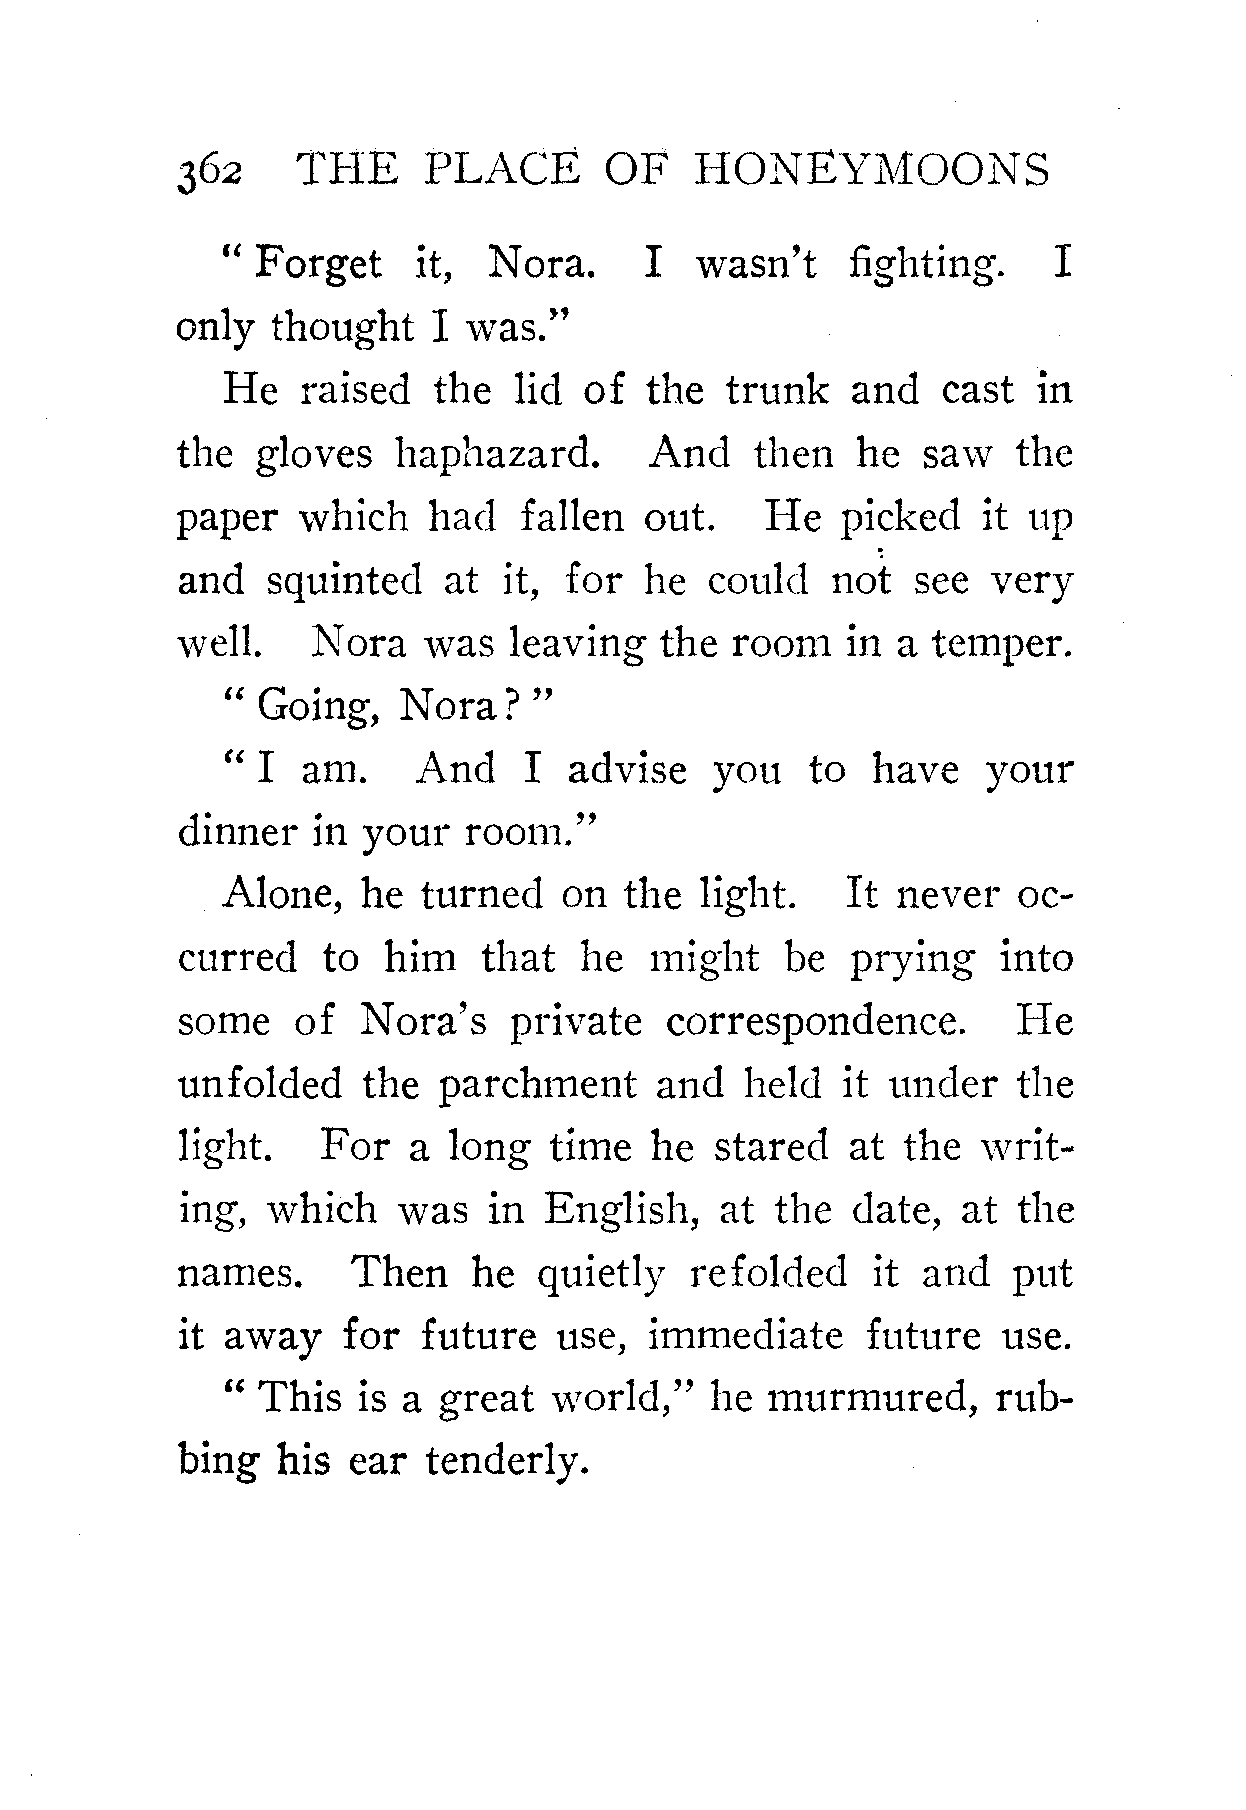 362 THE PLACE OF HONEYMOONS
" Forget it, Nora. I wasn't fighting. I
only thought I was."
He raised the lid of the trunk and cast in
the gloves haphazard. And then he saw the
paper which had fallen out. He picked it up
and squinted at it, for he could not see very
well. Nora was leaving the room in a temper.
" Going, Nora? "
" I am. And I advise you to have your
dinner in your room."
Alone, he turned on the light. It never oc-
curred to him that he might be prying into
some of Nora's private correspondence. He
unfolded the parchment and held it under the
light. For a long time he stared at the writ-
ing, which was in English, at the date, at the
names. Then he quietly refolded it and put
it away for future use, immediate future use.
" This is a great world," he murmured, rub-
bing his ear tenderly.